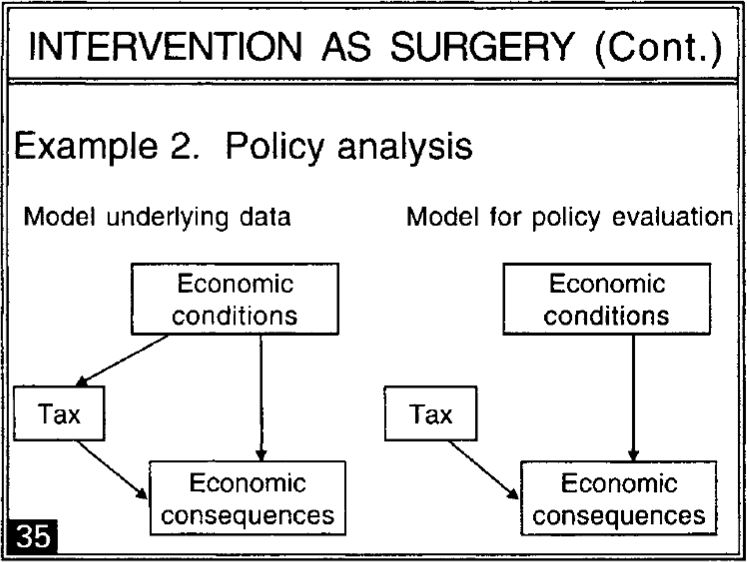 INTERVENTION AS SURGERY (Cont.)
Example 2. Policy analysis
Model underlying data
Model for policy evaluation
Economic
conditions
Tax
Economic
consequences
Economic
conditions
Tax
Economic
consequences
35